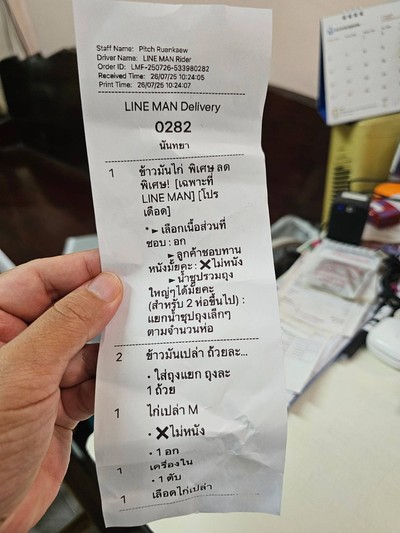 Staff Name: Pitch Ruenkaew
Driver Name: LINE MAN Rider
Order ID: LMF-250726-533980282
Received Time: 26/07/25 10:24:05
Print Time: 26/07/25 10:24:07
LINE MAN Delivery
0282
นันทยา
1 ข้าวมันไก่ พิเศษ ลด
พิเศษ! [เฉพาะที่
LINE MAN] [โปร
เดือด]
• ► เลือกเนื้อส่วนที่
ชอบ : อก
► ลูกค้าชอบทาน
หนังมั้ยคะ : ❌ไม่หนัง
► น้ำซุปรวมถุง
ใหญ่ๆได้มั้ยคะ
(สำหรับ 2 ห่อขึ้นไป) :
แยกน้ำซุปถุงเล็กๆ
ตามจำนวนห่อ
2 ข้าวมันเปล่า ถ้วยละ...
• ใส่ถุงแยก ถุงละ
1 ถ้วย
1 ไก่เปล่า M
• ❌ไม่หนัง
• 1 อก
1 เครื่องใน
• 1 ตับ
1 เลือดไก่เปล่า